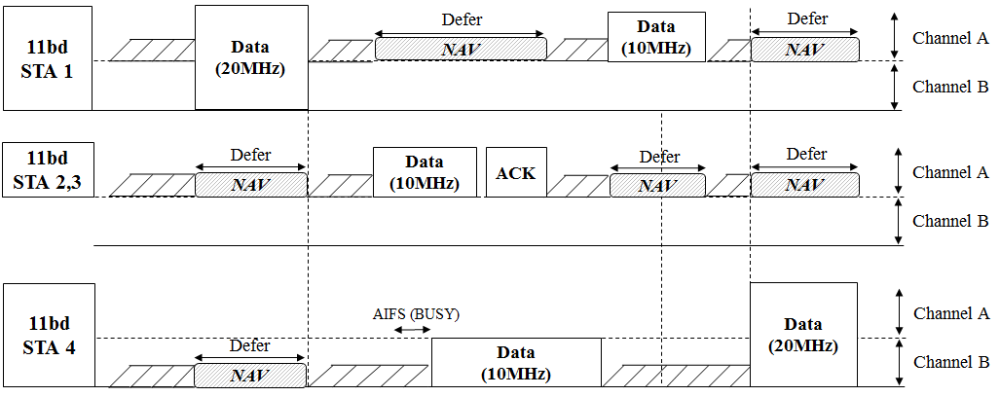 11bd
STA 1
Data
(20MHz)
Defer
NAV
Data
(10MHz)
Defer
NAV
Channel A
Channel B
11bd
STA 2,3
Defer
NAV
Data
(10MHz)
ACK
Defer
NAV
Defer
NAV
Channel A
Channel B
11bd
STA 4
Defer
NAV
AIFS (BUSY)
Data
(10MHz)
Data
(20MHz)
Channel A
Channel B